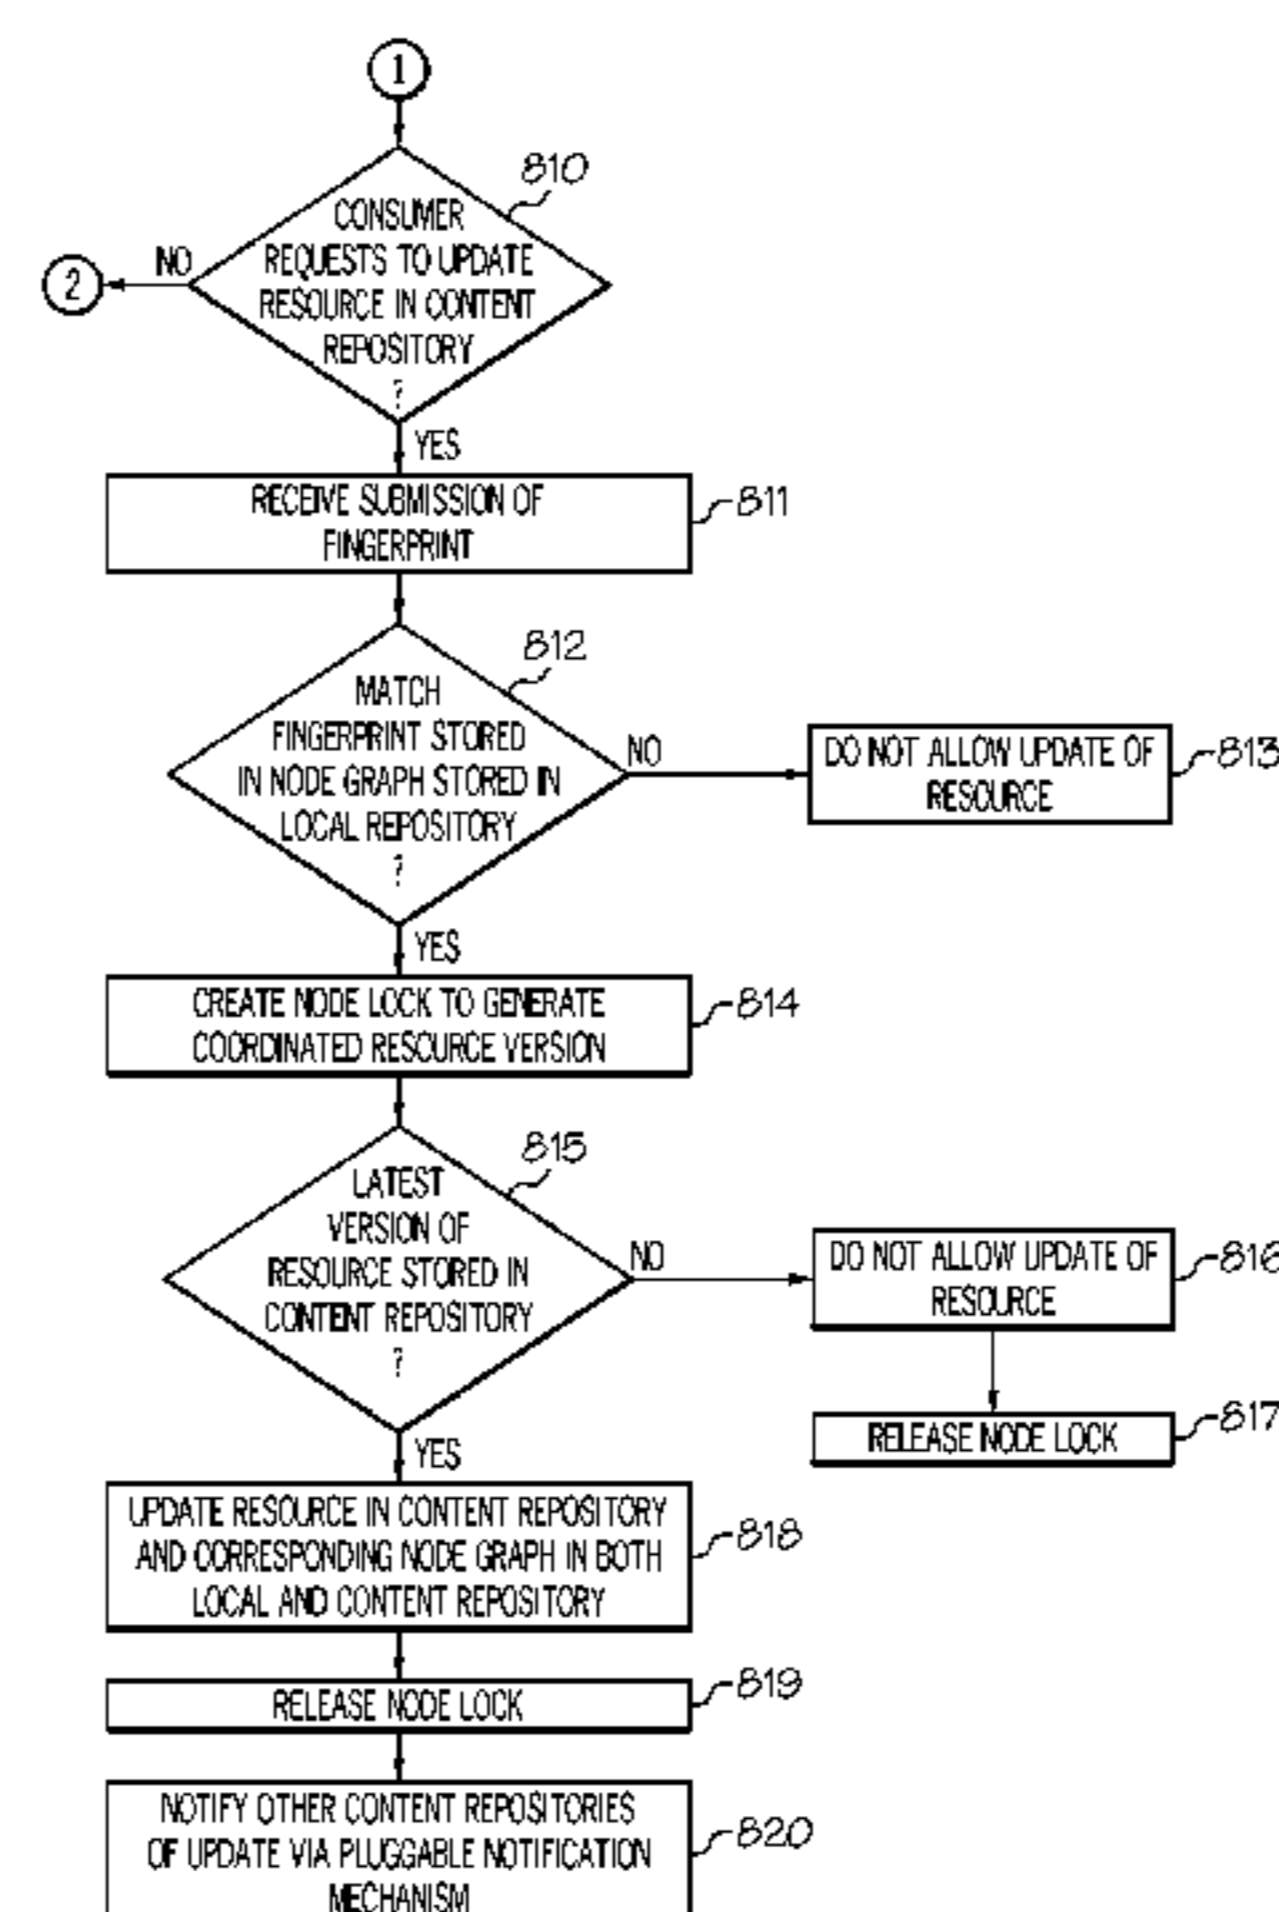 1
810
CONSUMER
REQUESTS TO UPDATE
RESOURCE IN CONTENT
REPOSITORY
?
NO
2
YES
RECEIVE SUBMISSION OF
FINGERPRINT
811
812
MATCH
FINGERPRINT STORED
IN NODE GRAPH STORED IN
LOCAL REPOSITORY
?
NO
DO NOT ALLOW UPDATE OF
RESOURCE
813
YES
CREATE NODE LOCK TO GENERATE
COORDINATED RESOURCE VERSION
814
815
LATEST
VERSION OF
RESOURCE STORED IN
CONTENT REPOSITORY
?
NO
DO NOT ALLOW UPDATE OF
RESOURCE
816
RELEASE NODE LOCK
817
YES
UPDATE RESOURCE IN CONTENT REPOSITORY
AND CORRESPONDING NODE GRAPH IN BOTH
LOCAL AND CONTENT REPOSITORY
818
RELEASE NODE LOCK
819
NOTIFY OTHER CONTENT REPOSITORIES
OF UPDATE VIA PLUGGABLE NOTIFICATION
MECHANISM
820